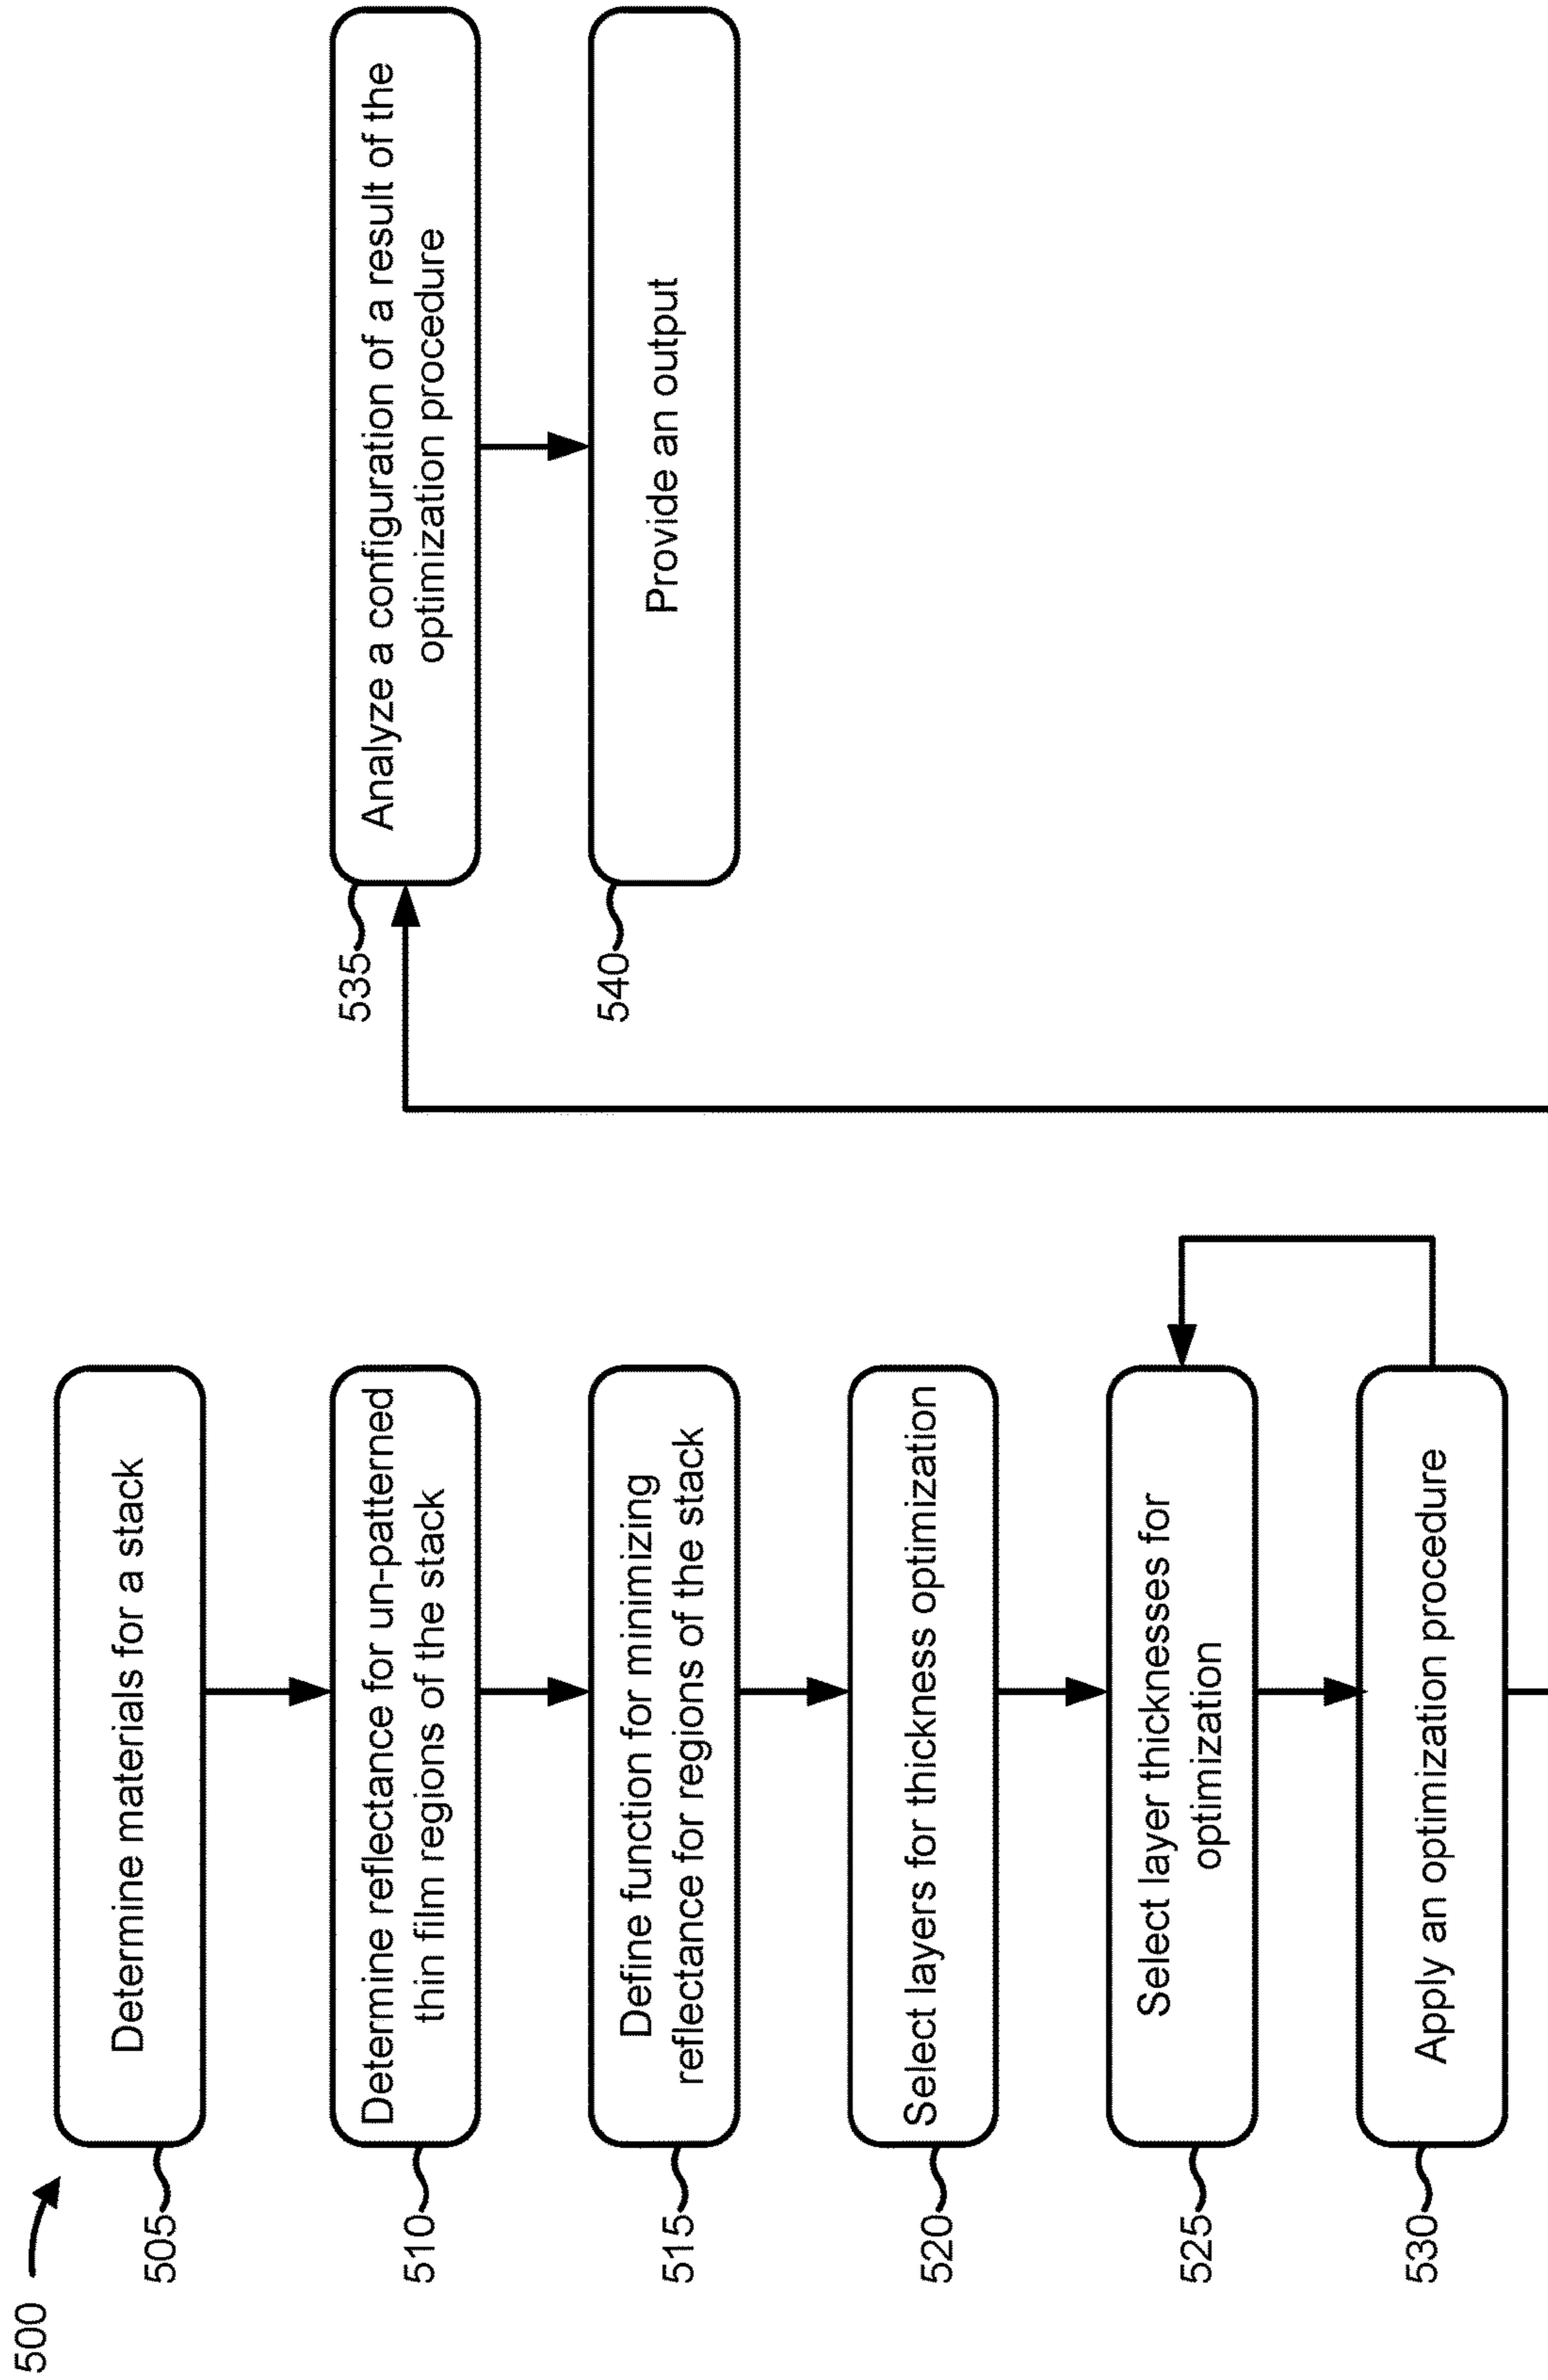 500
505
Determine materials for a stack
510
Determine reflectance for un-patterned
thin film regions of the stack
515
Define function for minimizing
reflectance for regions of the stack
520
Select layers for thickness optimization
525
Select layer thicknesses for
optimization
530
Apply an optimization procedure
535
Analyze a configuration of a result of the
optimization procedure
540
Provide an output